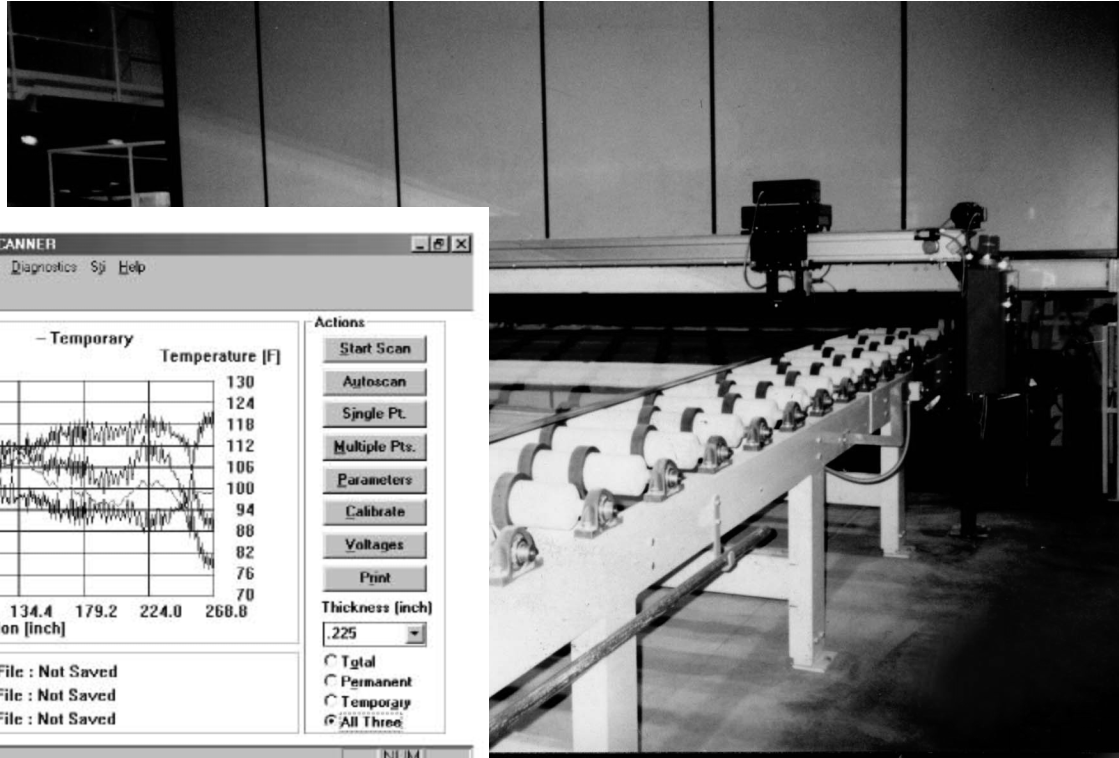 CANNER
Diagnostics Sji Help
– Temporary
Temperature [F]
130
124
118
112
106
100
94
88
82
76
70
134.4 179.2 224.0 268.8
on [inch]
File : Not Saved
File : Not Saved
File : Not Saved
Actions
Start Scan
Autoscan
Single Pt.
Multiple Pts.
Parameters
Calibrate
Voltages
Print
Thickness (inch)
.225
Total
Permanent
Temporary
All Three
NUM